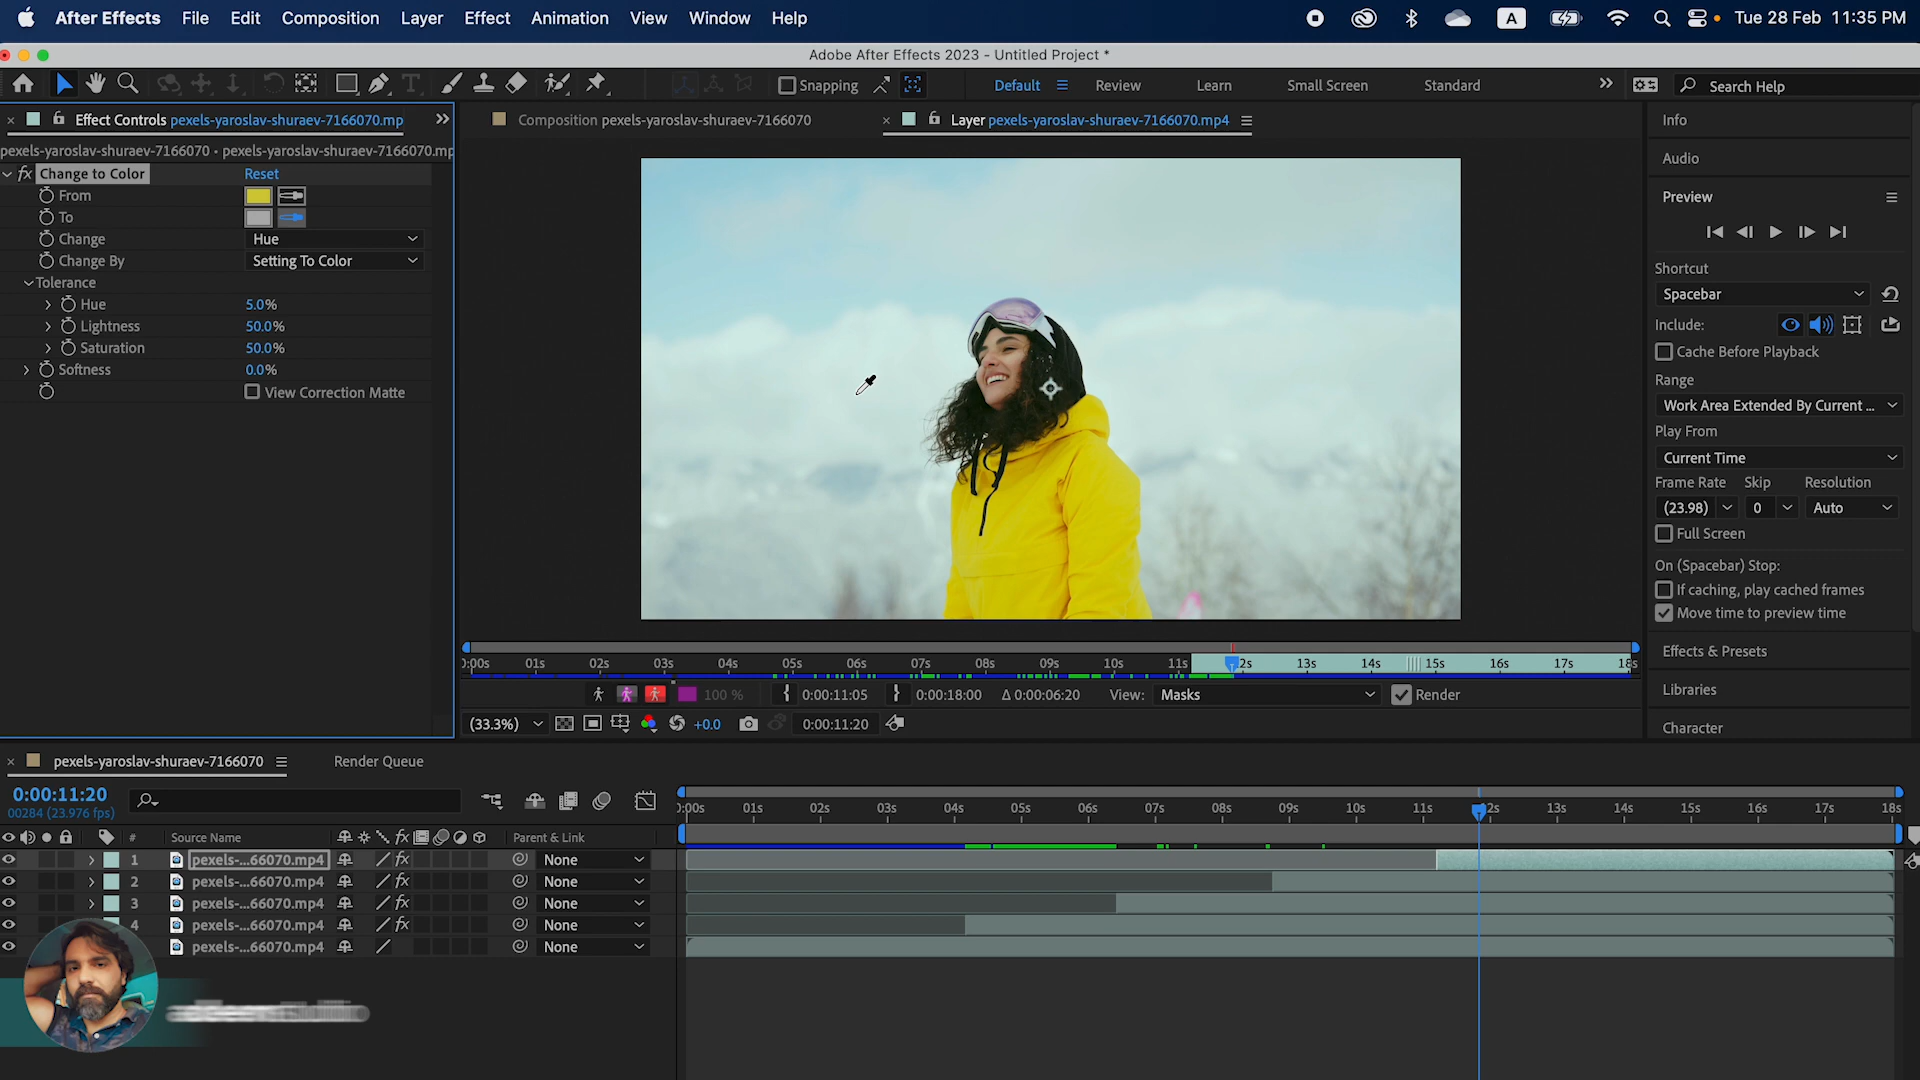 After Effects File Edit Composition Layer Effect Animation View Window Help A Tue 28 Feb 11:35 PM
Adobe After Effects 2023 - Untitled Project *
Snapping Default Review Learn Small Screen Standard Search Help
Effect Controls pexels-yaroslav-shuraev-7166070.mp
Composition pexels-yaroslav-shuraev-7166070
Layer pexels-yaroslav-shuraev-7166070.mp4
pexels-yaroslav-shuraev-7166070 • pexels-yaroslav-shuraev-7166070.mp
fx Change to Color Reset
From
To
Change Hue
Change By Setting To Color
Tolerance
Hue 5.0%
Lightness 50.0%
Saturation 50.0%
Softness 0.0%
View Correction Matte
Info
Audio
Preview
Shortcut
Spacebar
Include:
Cache Before Playback
Range
Work Area Extended By Current ...
Play From
Current Time
Frame Rate Skip Resolution
(23.98) 0 Auto
Full Screen
On (Spacebar) Stop:
If caching, play cached frames
Move time to preview time
Effects & Presets
Libraries
Character
0:00s 01s 02s 03s 04s 05s 06s 07s 08s 09s 10s 11s 2s 13s 14s 15s 16s 17s 18s
100 % 0:00:11:05 0:00:18:00 Δ 0:00:06:20 View: Masks Render
(33.3%) +0.0 0:00:11:20
pexels-yaroslav-shuraev-7166070 Render Queue
0:00:11:20
00284 (23.976 fps)
0:00s 01s 02s 03s 04s 05s 06s 07s 08s 09s 10s 11s 2s 13s 14s 15s 16s 17s 18s
# Source Name fx Parent & Link
1 pexels-...66070.mp4 fx None
2 pexels-...66070.mp4 fx None
3 pexels-...66070.mp4 fx None
4 pexels-...66070.mp4 fx None
pexels-...66070.mp4 None